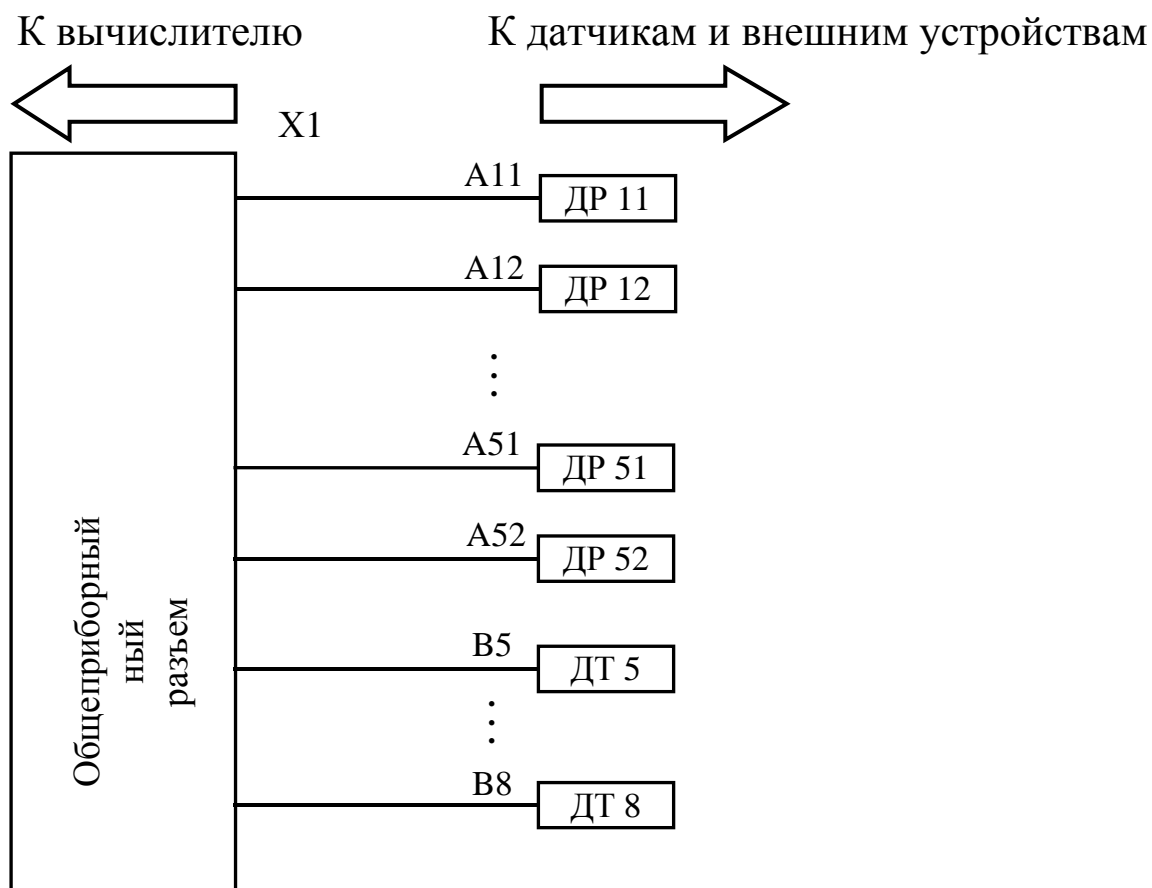 К вычислителю
К датчикам и внешним устройствам
X1
A11
ДР 11
A12
ДР 12
⋮
A51
ДР 51
A52
ДР 52
Общеприборный
ный
разъем
B5
ДТ 5
⋮
B8
ДТ 8